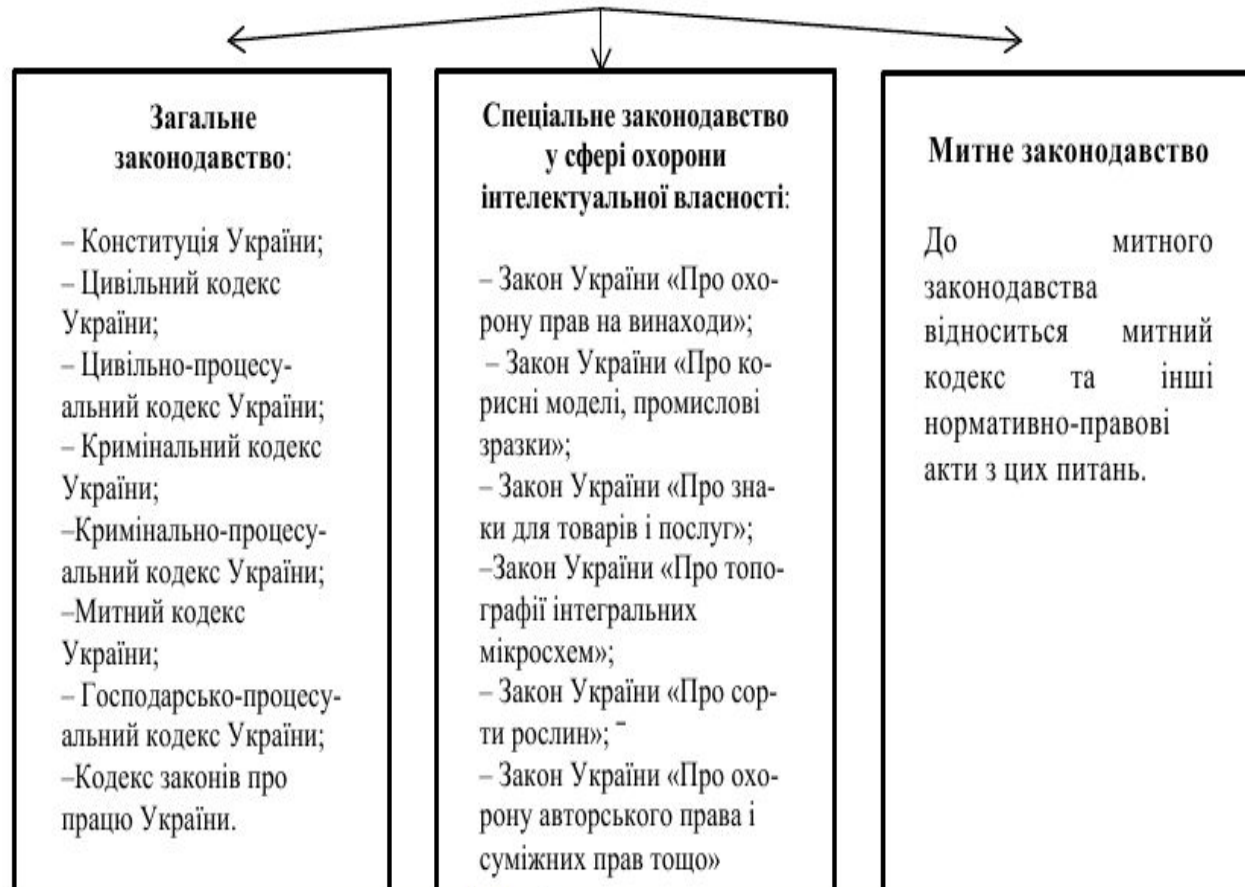 Загальне
законодавство:
– Конституція України;
– Цивільний кодекс
України;
– Цивільно-процесу-
альний кодекс України;
– Кримінальний кодекс
України;
–Кримінально-процесу-
альний кодекс України;
–Митний кодекс
України;
– Господарсько-процесу-
альний кодекс України;
–Кодекс законів про
працю України.
Спеціальне законодавство
у сфері охорони
інтелектуальної власності:
– Закон України «Про охо-
рону прав на винаходи»;
– Закон України «Про ко-
рисні моделі, промислові
зразки»;
– Закон України «Про зна-
ки для товарів і послуг»;
–Закон України «Про топо-
графії інтегральних
мікросхем»;
– Закон України «Про сор-
ти рослин»; –
– Закон України «Про охо-
рону авторського права і
суміжних прав тощо»
Митне законодавство
До митного
законодавства
відноситься митний
кодекс та інші
нормативно-правові
акти з цих питань.